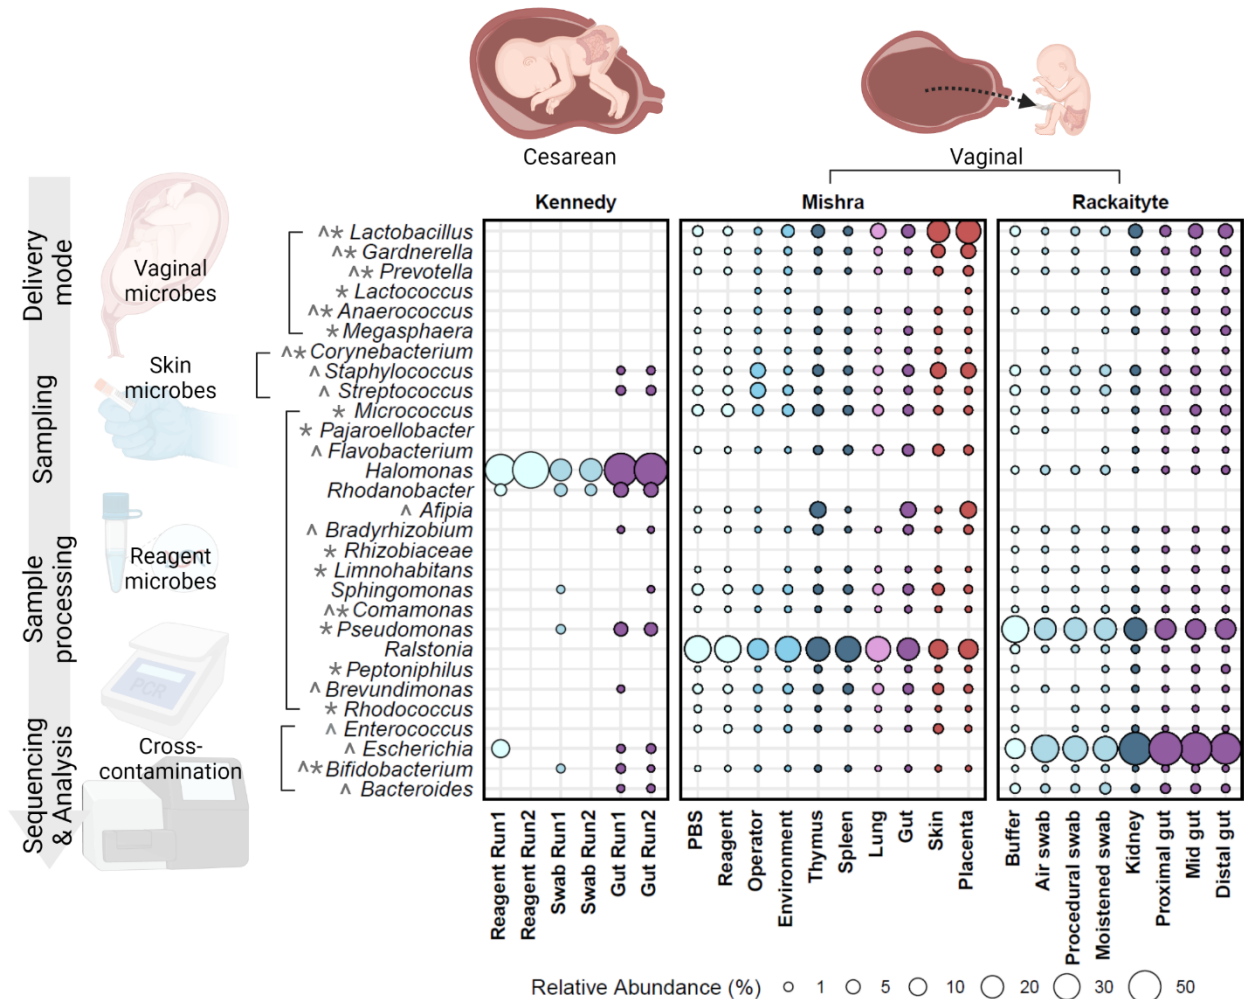 Cesarean
Vaginal
Kennedy
Mishra
Rackaityte
Delivery mode
Sampling
Sample processing
Sequencing & Analysis
Vaginal microbes
Skin microbes
Reagent microbes
PCR
Cross-contamination
^* Lactobacillus
^* Gardnerella
^* Prevotella
* Lactococcus
^* Anaerococcus
* Megasphaera
^* Corynebacterium
^ Staphylococcus
^ Streptococcus
* Micrococcus
* Pajaroellobacter
^ Flavobacterium
Halomonas
Rhodanobacter
^ Afipia
^ Bradyrhizobium
* Rhizobiaceae
* Limnohabitans
Sphingomonas
^* Comamonas
* Pseudomonas
Ralstonia
* Peptoniphilus
^ Brevundimonas
* Rhodococcus
^ Enterococcus
^ Escherichia
^* Bifidobacterium
^ Bacteroides
Reagent Run1
Reagent Run2
Swab Run1
Swab Run2
Gut Run1
Gut Run2
PBS
Reagent
Operator
Environment
Thymus
Spleen
Lung
Gut
Skin
Placenta
Buffer
Air swab
Procedural swab
Moistened swab
Kidney
Proximal gut
Mid gut
Distal gut
Relative Abundance (%) 1 5 10 20 30 50